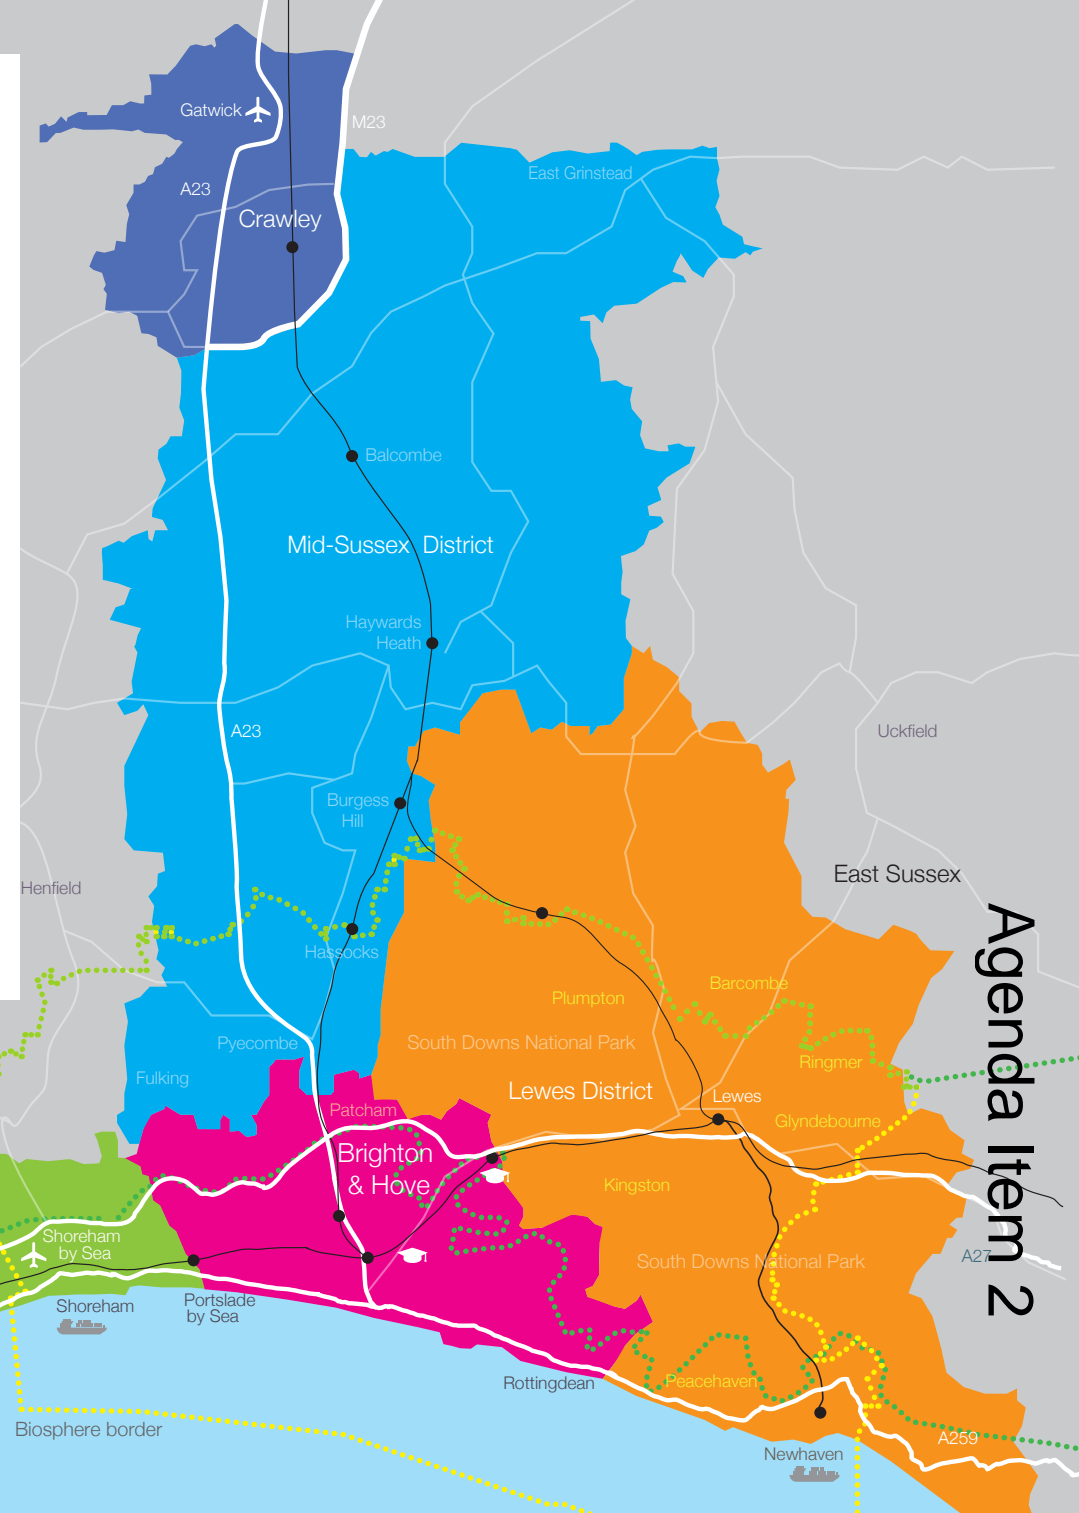 Gatwick
M23
East Grinstead
A23
Crawley
Balcombe
Mid-Sussex District
Haywards
Heath
A23
Uckfield
Burgess
Hill
East Sussex
Henfield
Agenda Item 2
Hassocks
Barcombe
Plumpton
Pyecombe
South Downs National Park
Ringmer
Fulking
Lewes District
Lewes
Patcham
Glyndebourne
Brighton
& Hove
Kingston
Shoreham
by Sea
A27
South Downs National Park
Shoreham
Portslade
by Sea
Rottingdean
Peacehaven
Biosphere border
A259
Newhaven